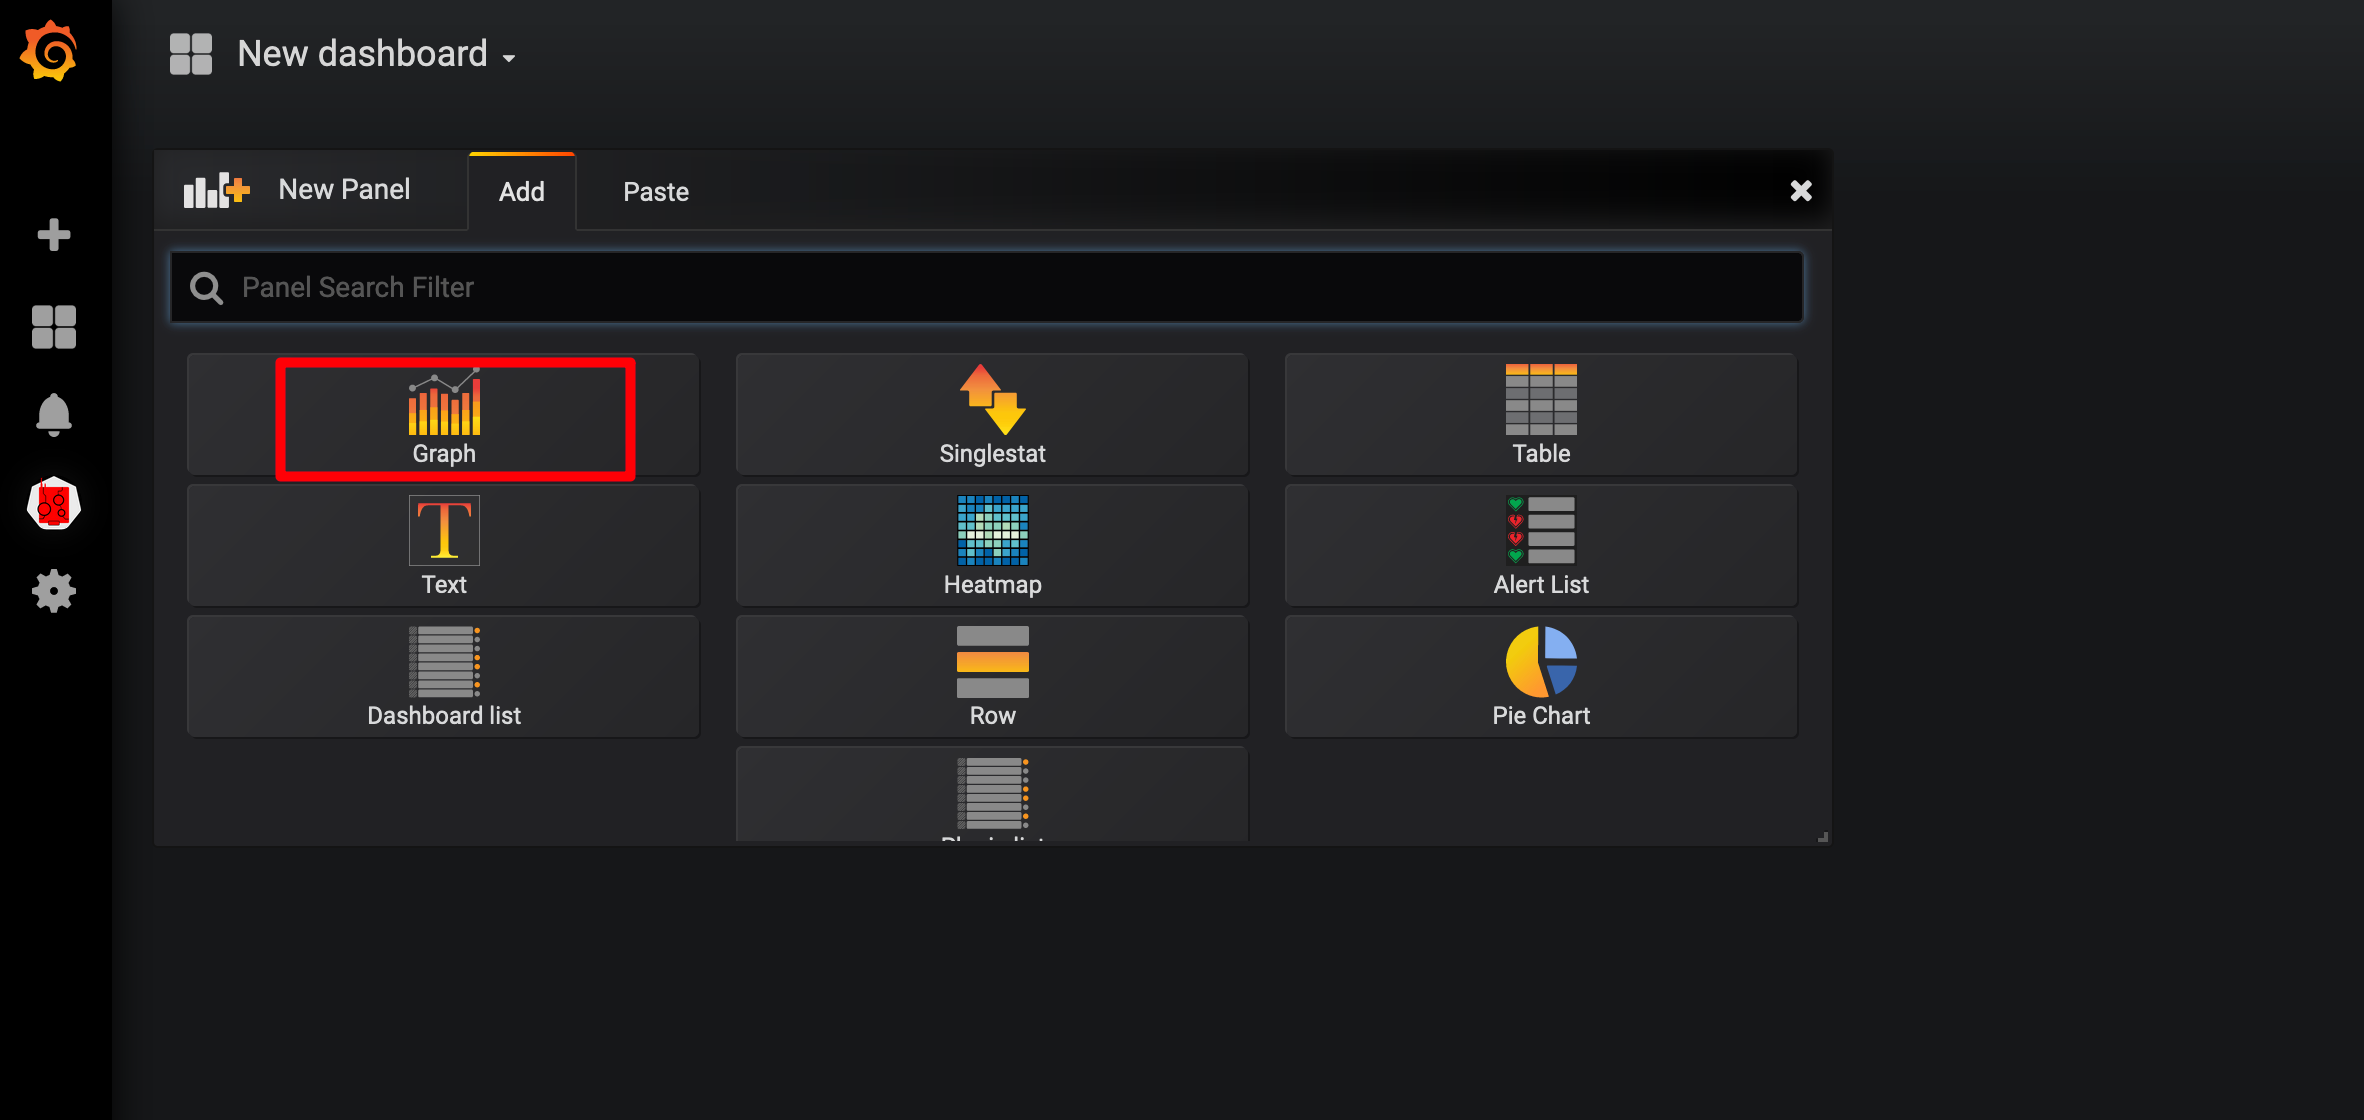 New dashboard
New Panel
Add
Paste
Panel Search Filter
Graph
Singlestat
Table
Text
Heatmap
Alert List
Dashboard list
Row
Pie Chart